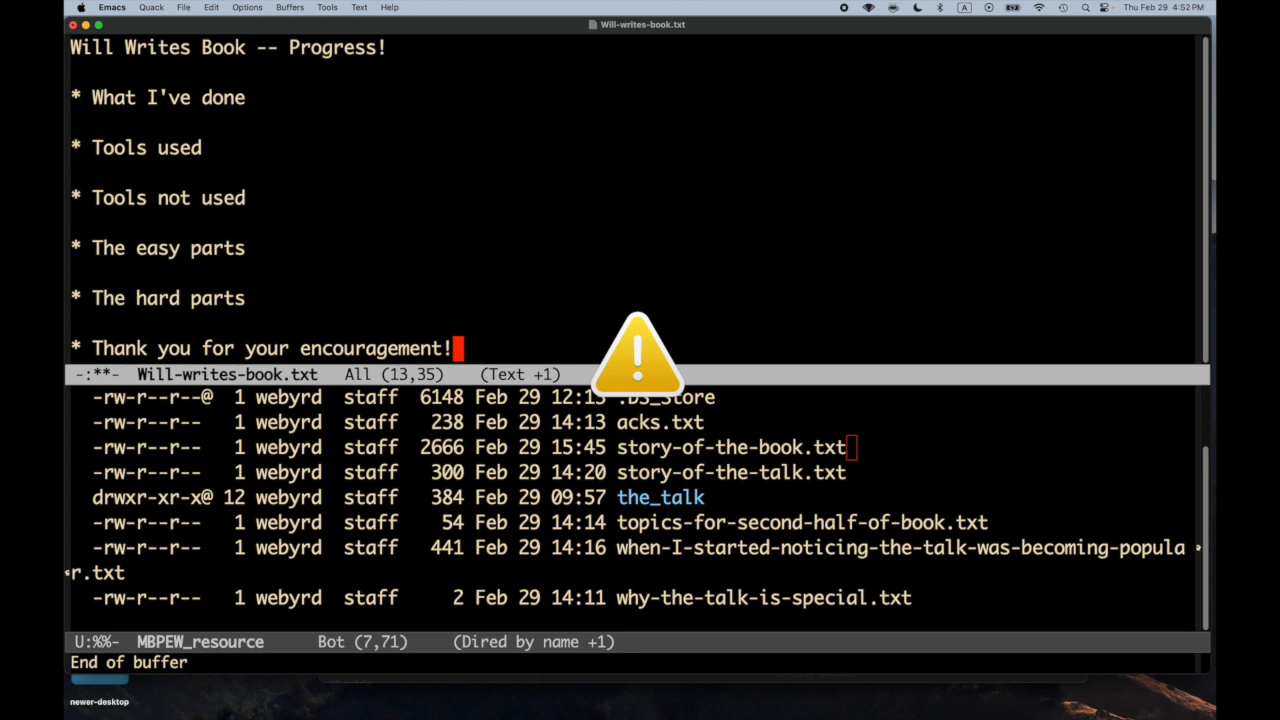 Emacs Quack File Edit Options Buffers Tools Text Help A Thu Feb 29 4:52 PM
Will-writes-book.txt
Will Writes Book -- Progress!
* What I've done
* Tools used
* Tools not used
* The easy parts
* The hard parts
* Thank you for your encouragement!
-:**- Will-writes-book.txt All (13,35) (Text +1)
-rw-r--r--@ 1 webyrd staff 6148 Feb 29 12:13 .DS_Store
-rw-r--r-- 1 webyrd staff 238 Feb 29 14:13 acks.txt
-rw-r--r-- 1 webyrd staff 2666 Feb 29 15:45 story-of-the-book.txt
-rw-r--r-- 1 webyrd staff 300 Feb 29 14:20 story-of-the-talk.txt
drwxr-xr-x@ 12 webyrd staff 384 Feb 29 09:57 the_talk
-rw-r--r-- 1 webyrd staff 54 Feb 29 14:14 topics-for-second-half-of-book.txt
-rw-r--r-- 1 webyrd staff 441 Feb 29 14:16 when-I-started-noticing-the-talk-was-becoming-popula
r.txt
-rw-r--r-- 1 webyrd staff 2 Feb 29 14:11 why-the-talk-is-special.txt
U:%%- MBPEW_resource Bot (7,71) (Dired by name +1)
End of buffer
newer-desktop